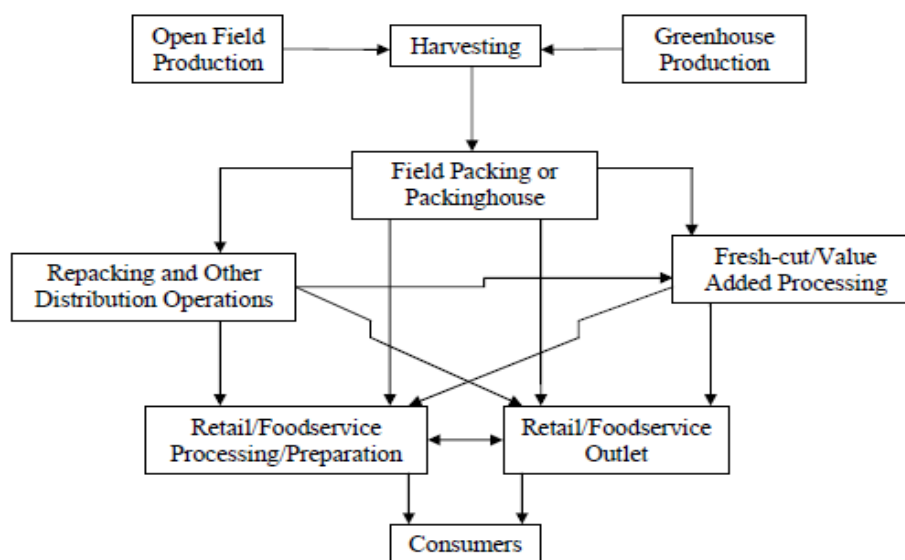 Open Field
Production
Harvesting
Greenhouse
Production
Field Packing or
Packinghouse
Repacking and Other
Distribution Operations
Fresh-cut/Value
Added Processing
Retail/Foodservice
Processing/Preparation
Retail/Foodservice
Outlet
Consumers